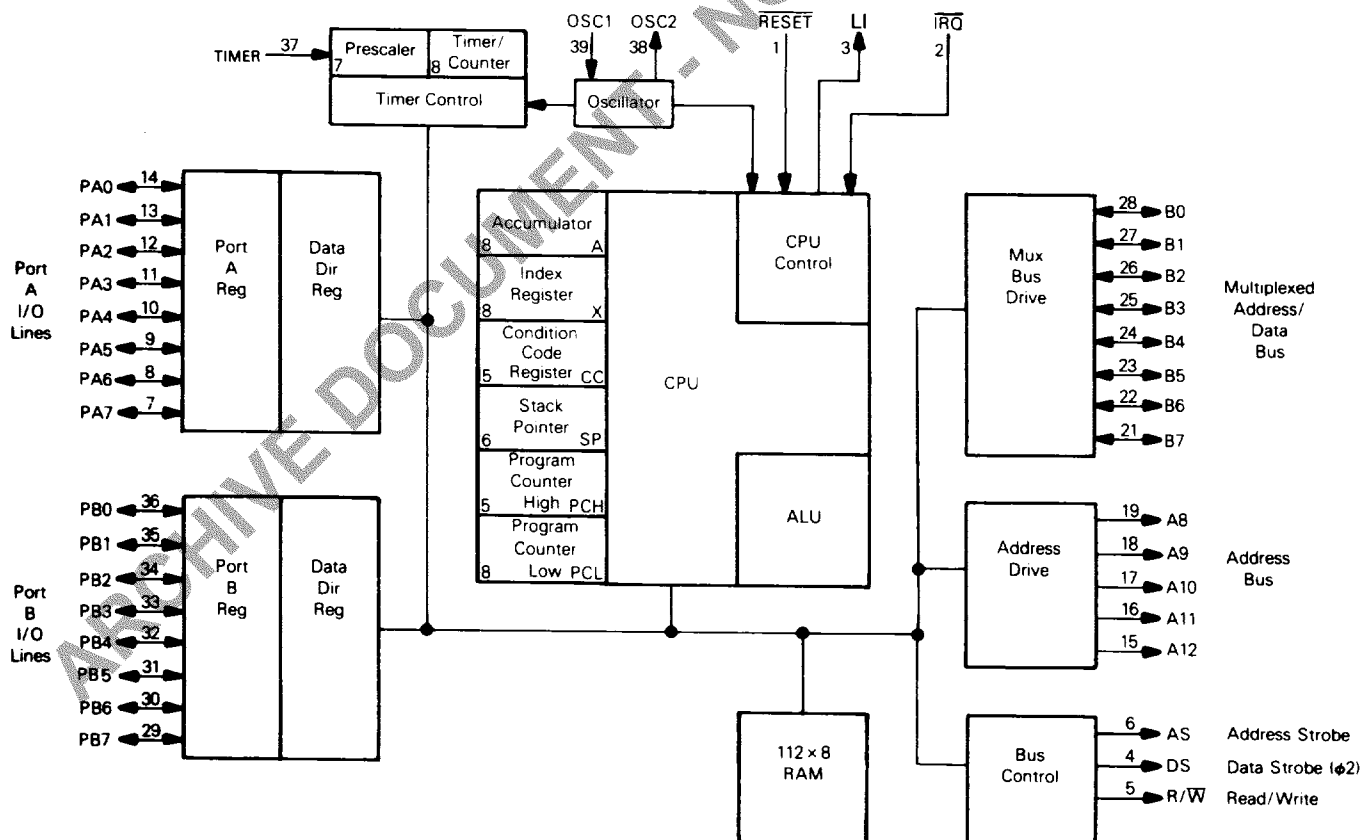 OSC1 OSC2 RESET LI IRQ
TIMER 37 39 38 1 3 2
Prescaler
7
Timer/
Counter
8
Timer Control
Oscillator
Port
A
I/O
Lines
PA0 14
PA1 13
PA2 12
PA3 11
PA4 10
PA5 9
PA6 8
PA7 7
Port
A
Reg
Data
Dir
Reg
Port
B
I/O
Lines
PB0 36
PB1 35
PB2 34
PB3 33
PB4 32
PB5 31
PB6 30
PB7 29
Port
B
Reg
Data
Dir
Reg
Accumulator
8 A
Index
Register
8 X
Condition
Code
Register
5 CC
Stack
Pointer
6 SP
Program
Counter
High
5 PCH
Program
Counter
Low
8 PCL
CPU
CPU
Control
ALU
112 × 8
RAM
Mux
Bus
Drive
28 B0
27 B1
26 B2
25 B3
24 B4
23 B5
22 B6
21 B7
Multiplexed
Address/
Data
Bus
Address
Drive
19 A8
18 A9
17 A10
16 A11
15 A12
Address
Bus
Bus
Control
6 AS Address Strobe
4 DS Data Strobe (ϕ2)
5 R/W̅ Read/Write
ARCHIVE DOCUMENT -